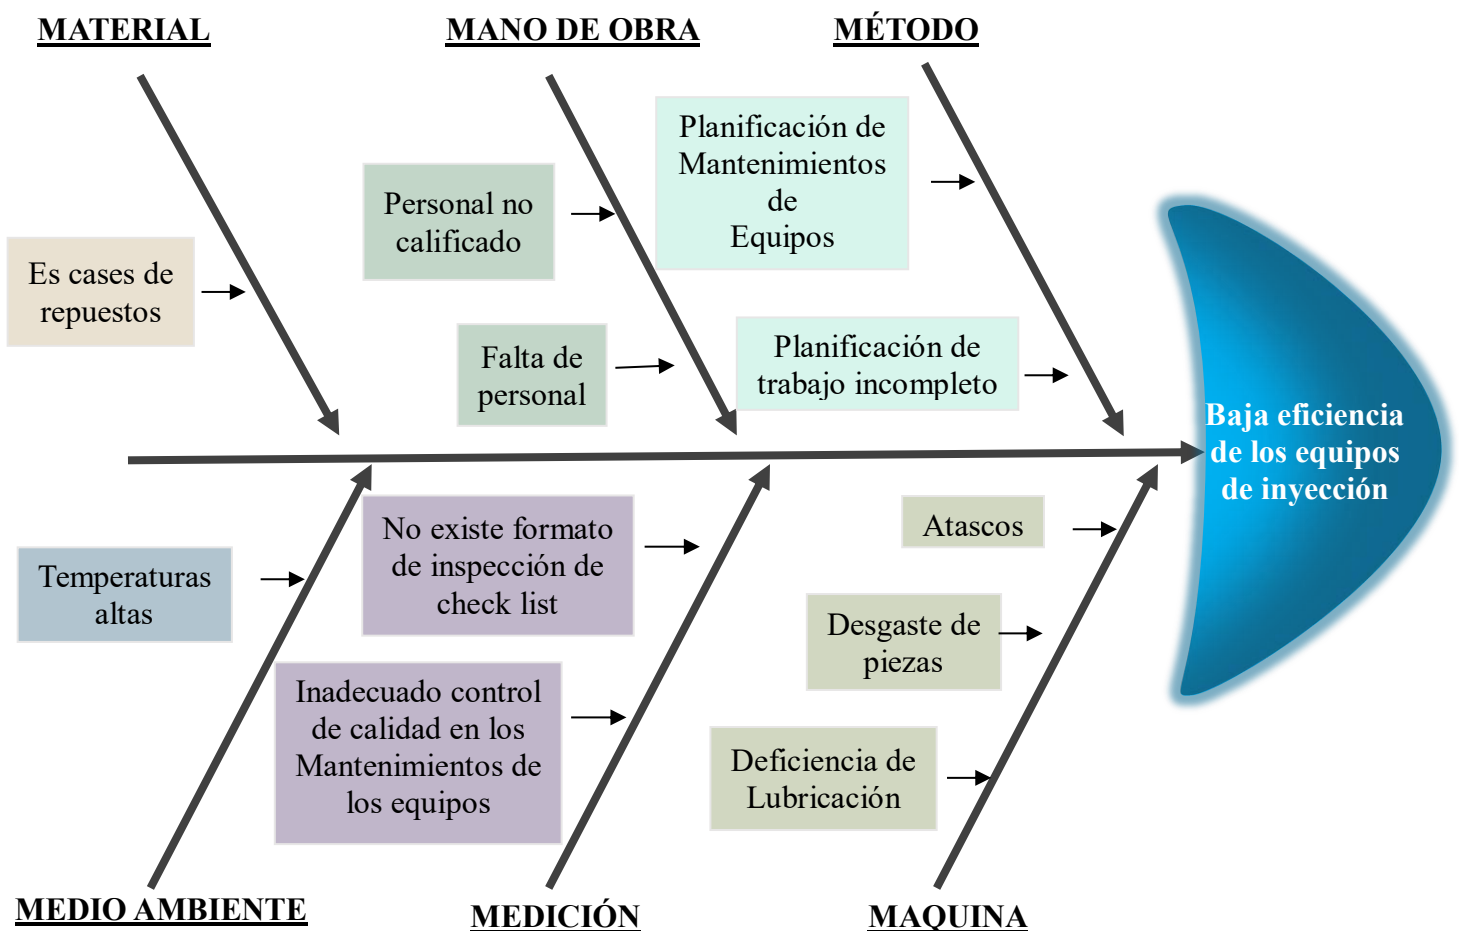 MATERIAL
MANO DE OBRA
MÉTODO
Planificación de
Mantenimientos
de
Equipos
Personal no
calificado
Es cases de
repuestos
Falta de
personal
Planificación de
trabajo incompleto
Baja eficiencia
de los equipos
de inyección
Atascos
No existe formato
de inspección de
check list
Temperaturas
altas
Desgaste de
piezas
Inadecuado control
de calidad en los
Mantenimientos de
los equipos
Deficiencia de
Lubricación
MEDIO AMBIENTE
MEDICIÓN
MAQUINA